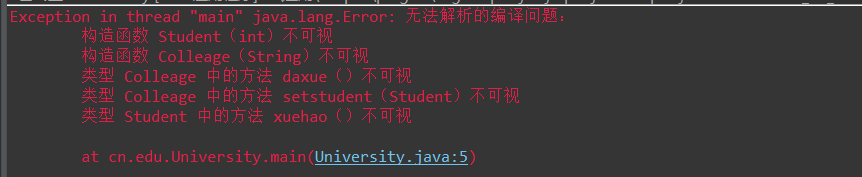 Exception in thread "main" java.lang.Error: 无法解析的编译问题：
构造函数 Student（int）不可视
构造函数 Colleage（String）不可视
类型 Colleage 中的方法 daxue（）不可视
类型 Colleage 中的方法 setstudent（Student）不可视
类型 Student 中的方法 xuehao（）不可视
at cn.edu.University.main(University.java:5)